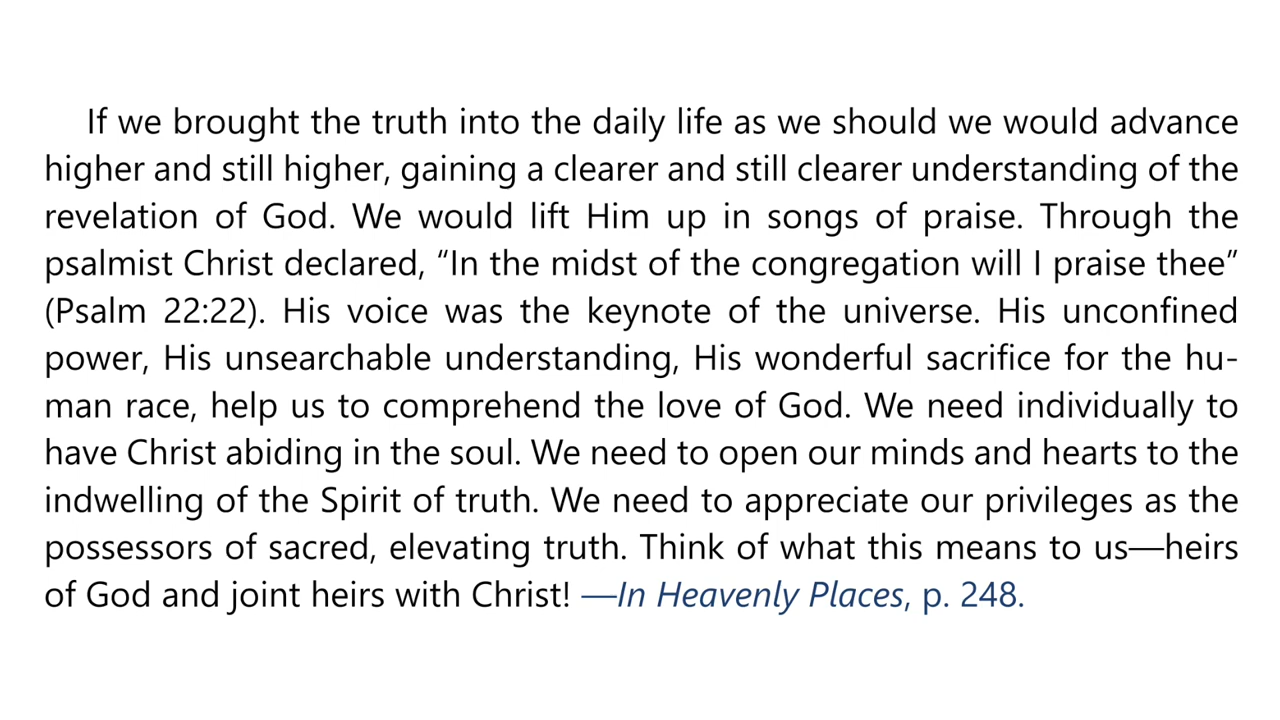 If we brought the truth into the daily life as we should we would advance
higher and still higher, gaining a clearer and still clearer understanding of the
revelation of God. We would lift Him up in songs of praise. Through the
psalmist Christ declared, “In the midst of the congregation will I praise thee”
(Psalm 22:22). His voice was the keynote of the universe. His unconfined
power, His unsearchable understanding, His wonderful sacrifice for the hu-
man race, help us to comprehend the love of God. We need individually to
have Christ abiding in the soul. We need to open our minds and hearts to the
indwelling of the Spirit of truth. We need to appreciate our privileges as the
possessors of sacred, elevating truth. Think of what this means to us—heirs
of God and joint heirs with Christ! —In Heavenly Places, p. 248.